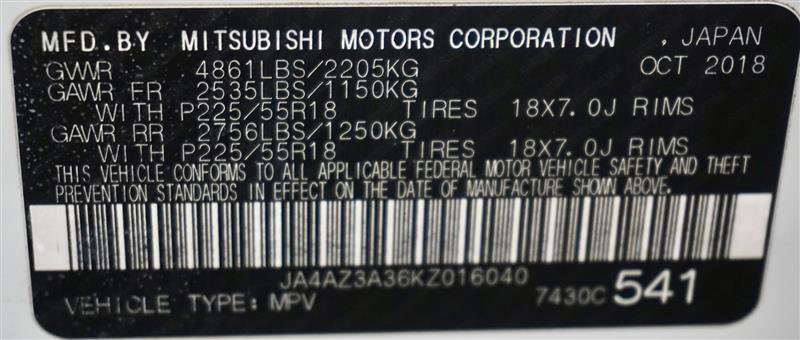 MFD.BY MITSUBISHI MOTORS CORPORATION , JAPAN
GVWR 4861LBS/2205KG OCT 2018
GAWR FR 2535LBS/1150KG
WITH P225/55R18 TIRES 18X7.0J RIMS
GAWR RR 2756LBS/1250KG
WITH P225/55R18 TIRES 18X7.0J RIMS
THIS VEHICLE CONFORMS TO ALL APPLICABLE FEDERAL MOTOR VEHICLE SAFETY AND THEFT
PREVENTION STANDARDS IN EFFECT ON THE DATE OF MANUFACTURE SHOWN ABOVE.
JA4AZ3A36KZ016040
VEHICLE TYPE: MPV 7430C 541